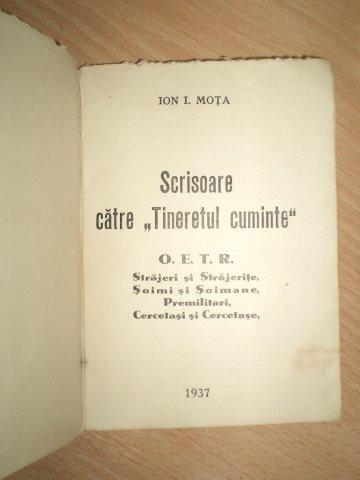 ION I. MOȚA
Scrisoare
către „Tineretul cuminte“
O. E. T. R.
Străjeri și Străjerițe,
Șoimi și Șoimane,
Premilitari,
Cercetași și Cercetașe,
1937